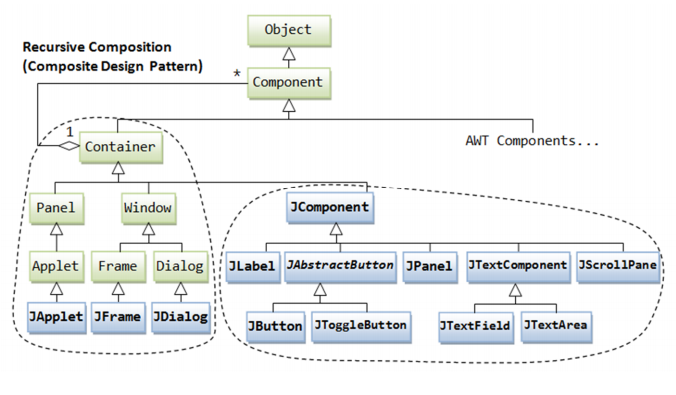 Object
Recursive Composition
(Composite Design Pattern)
*
Component
1
Container
AWT Components...
Panel
Window
JComponent
Applet
Frame
Dialog
JLabel
JAbstractButton
JPanel
JTextComponent
JScrollPane
JApplet
JFrame
JDialog
JButton
JToggleButton
JTextField
JTextArea